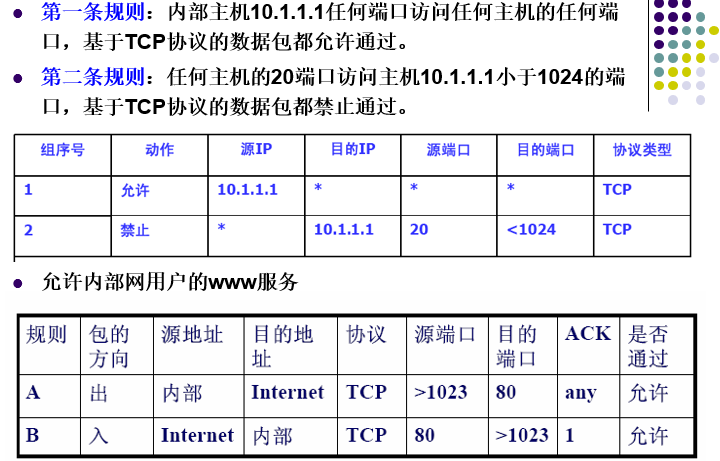 第一条规则：内部主机10.1.1.1任何端口访问任何主机的任何端
口，基于TCP协议的数据包都允许通过。
第二条规则：任何主机的20端口访问主机10.1.1.1小于1024的端
口，基于TCP协议的数据包都禁止通过。
组序号 动作 源IP 目的IP 源端口 目的端口 协议类型
1 允许 10.1.1.1 * * * TCP
2 禁止 * 10.1.1.1 20 <1024 TCP
允许内部网用户的www服务
规则 包的方向 源地址 目的地址 协议 源端口 目的端口 ACK 是否通过
A 出 内部 Internet TCP >1023 80 any 允许
B 入 Internet 内部 TCP 80 >1023 1 允许